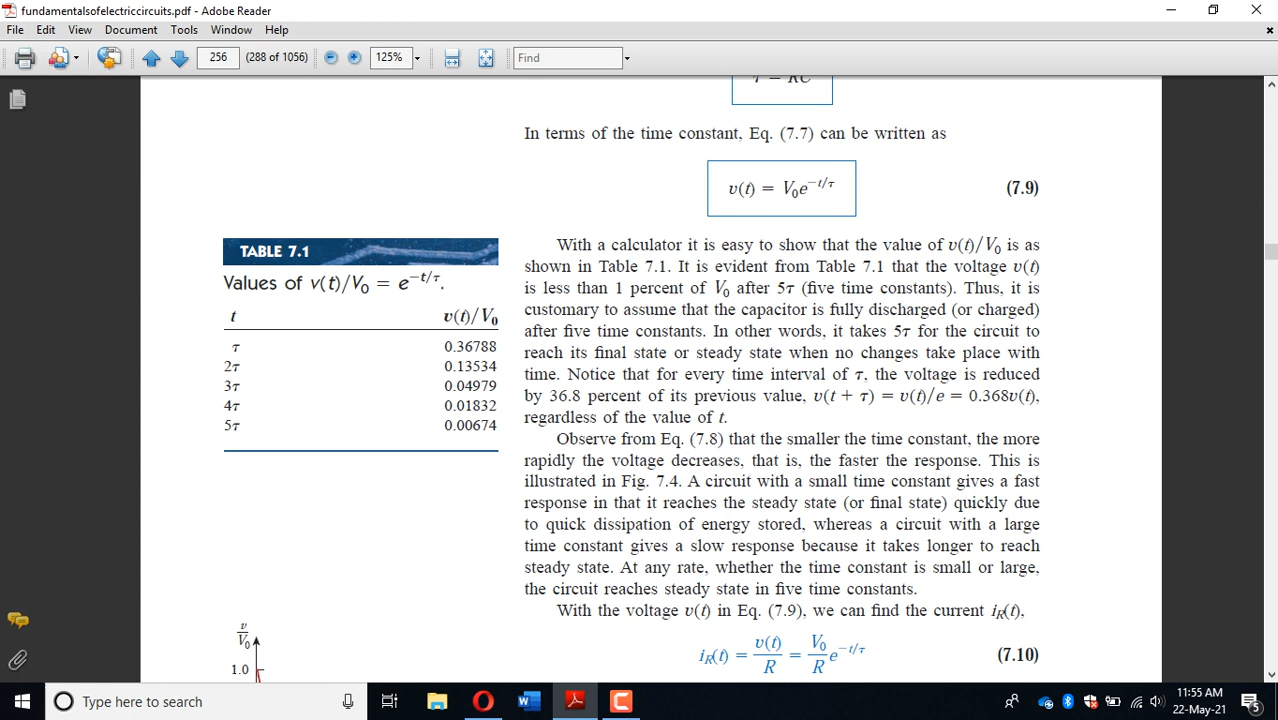 fundamentalsofelectriccircuits.pdf - Adobe Reader
File Edit View Document Tools Window Help
256 (288 of 1056) 125% Find
τ = RC
In terms of the time constant, Eq. (7.7) can be written as
v(t) = V₀e^−t/τ (7.9)
TABLE 7.1
Values of v(t)/V₀ = e^−t/τ.
t v(t)/V₀
τ 0.36788
2τ 0.13534
3τ 0.04979
4τ 0.01832
5τ 0.00674
With a calculator it is easy to show that the value of v(t)/V₀ is as
shown in Table 7.1. It is evident from Table 7.1 that the voltage v(t)
is less than 1 percent of V₀ after 5τ (five time constants). Thus, it is
customary to assume that the capacitor is fully discharged (or charged)
after five time constants. In other words, it takes 5τ for the circuit to
reach its final state or steady state when no changes take place with
time. Notice that for every time interval of τ, the voltage is reduced
by 36.8 percent of its previous value, v(t + τ) = v(t)/e = 0.368v(t),
regardless of the value of t.
Observe from Eq. (7.8) that the smaller the time constant, the more
rapidly the voltage decreases, that is, the faster the response. This is
illustrated in Fig. 7.4. A circuit with a small time constant gives a fast
response in that it reaches the steady state (or final state) quickly due
to quick dissipation of energy stored, whereas a circuit with a large
time constant gives a slow response because it takes longer to reach
steady state. At any rate, whether the time constant is small or large,
the circuit reaches steady state in five time constants.
With the voltage v(t) in Eq. (7.9), we can find the current i_R(t),
i_R(t) = v(t)/R = V₀/R e^−t/τ (7.10)
v/V₀
1.0
Type here to search
11:55 AM
22-May-21
5